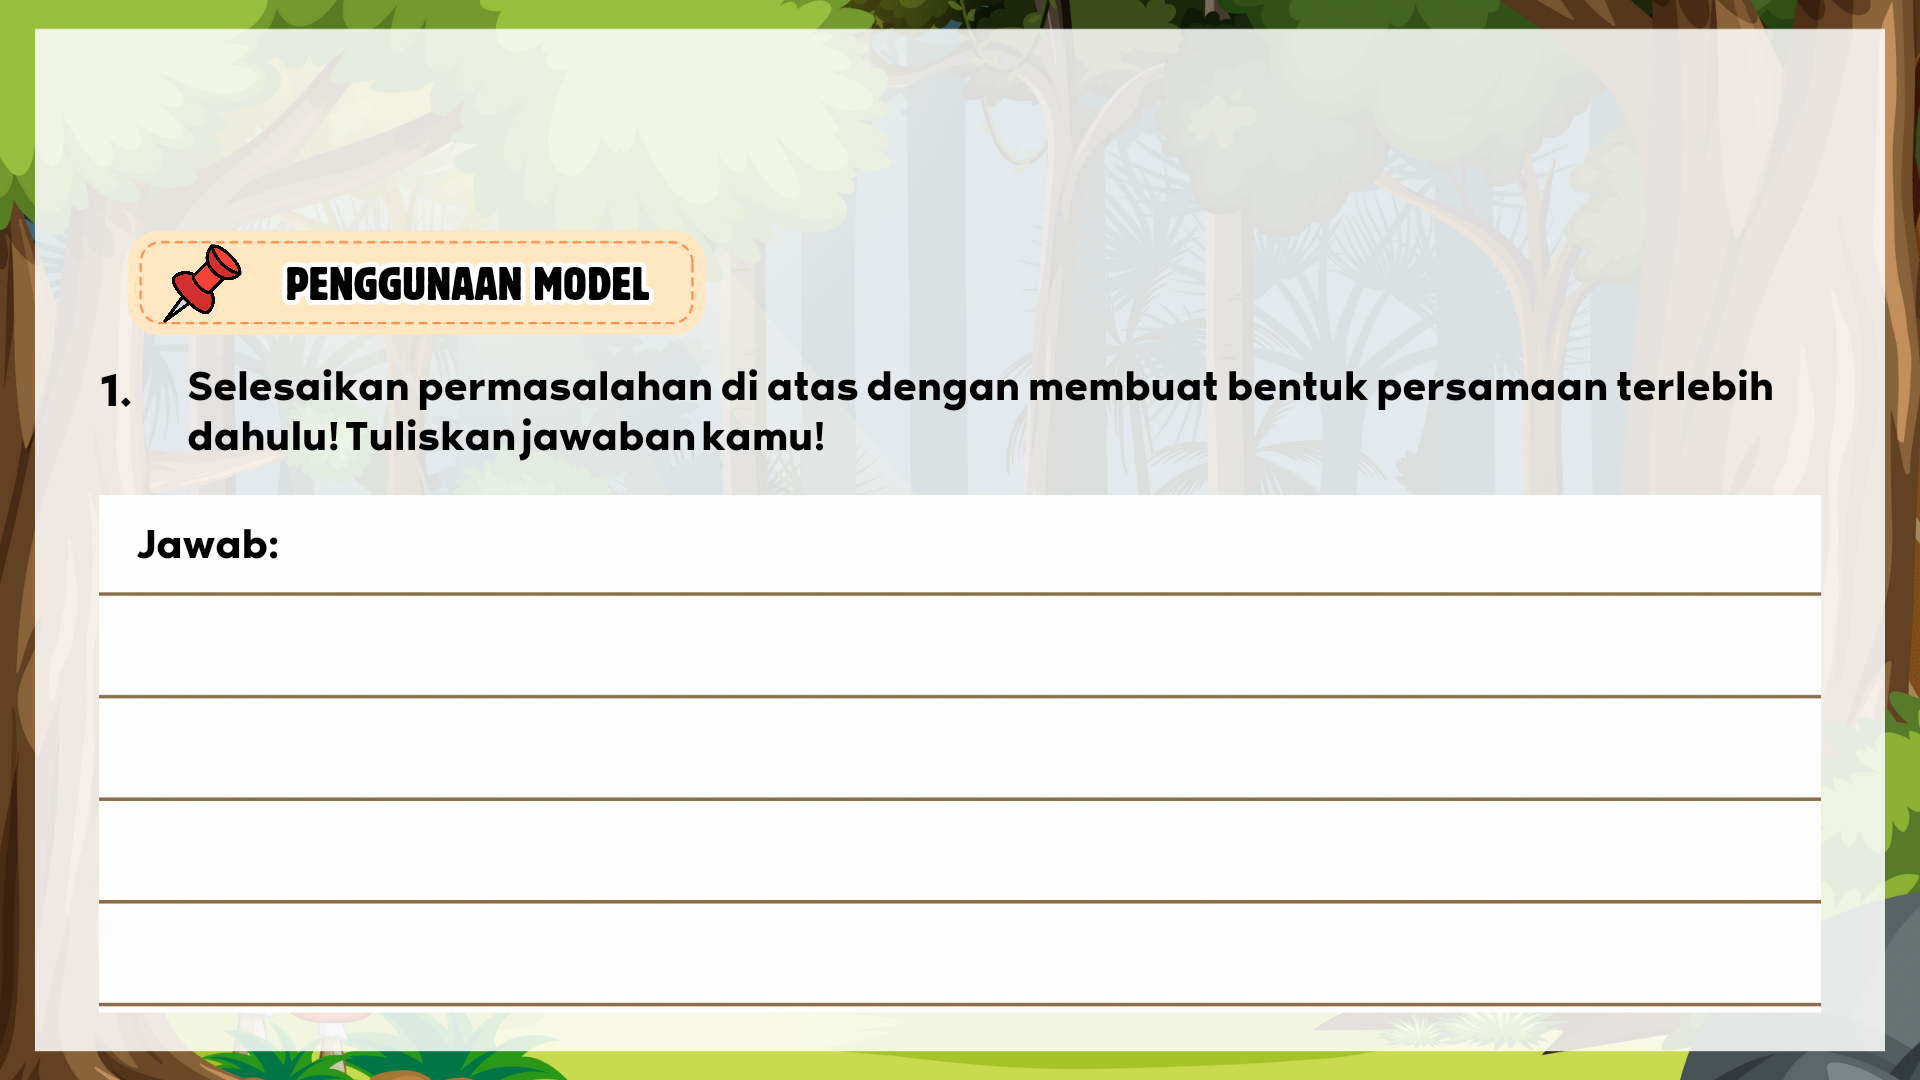 PENGGUNAAN MODEL
1. Selesaikan permasalahan di atas dengan membuat bentuk persamaan terlebih
dahulu! Tuliskan jawaban kamu!
Jawab: